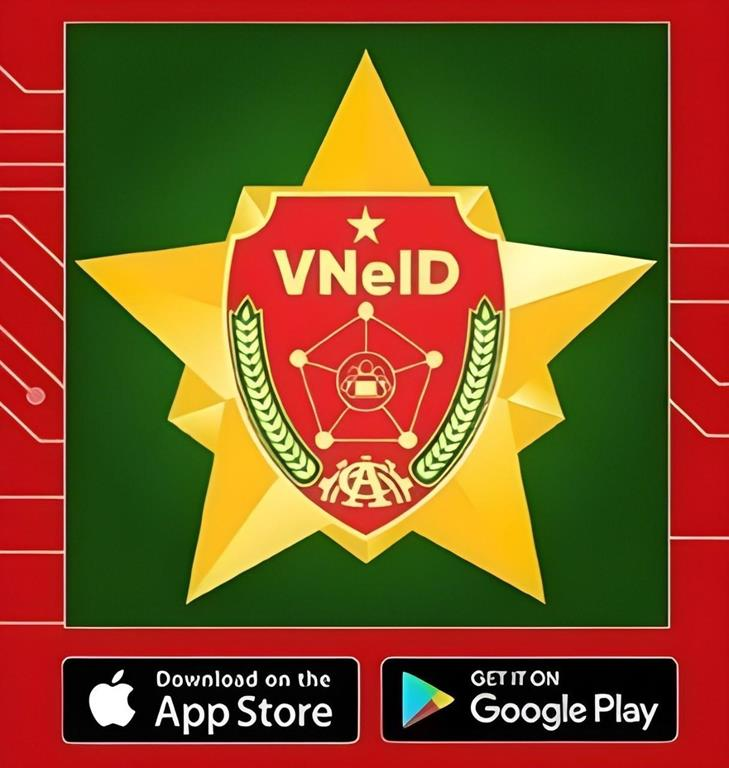 VNeID
Download on the
App Store
GET IT ON
Google Play